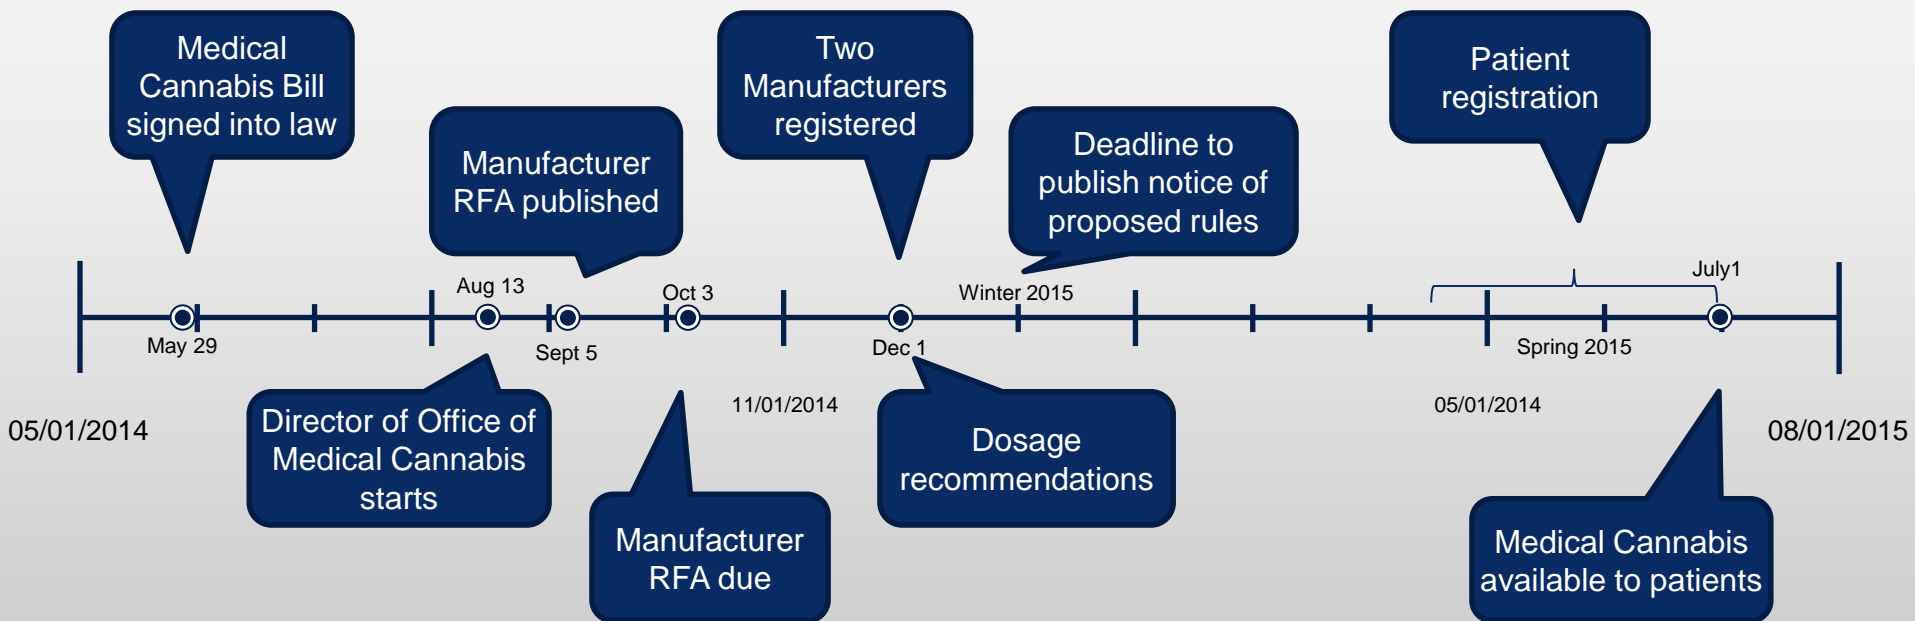 Medical
Cannabis Bill
signed into law
Manufacturer
RFA published
Two
Manufacturers
registered
Deadline to
publish notice of
proposed rules
Patient
registration
May 29
Aug 13
Sept 5
Oct 3
Dec 1
Winter 2015
Spring 2015
July1
05/01/2014
11/01/2014
05/01/2014
08/01/2015
Director of Office of
Medical Cannabis
starts
Manufacturer
RFA due
Dosage
recommendations
Medical Cannabis
available to patients